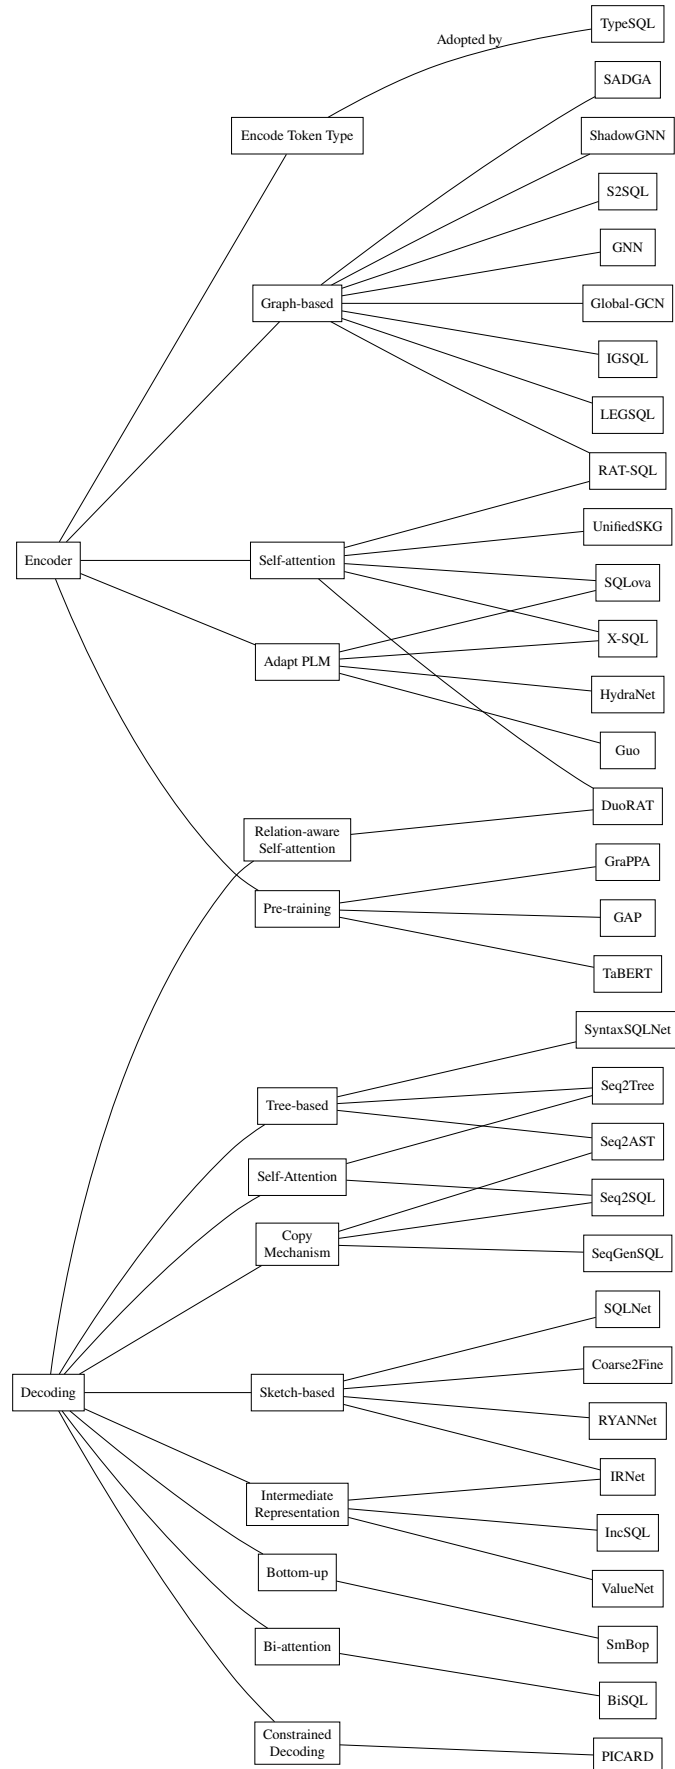 TypeSQL
Adopted by
SADGA
Encode Token Type
ShadowGNN
S2SQL
GNN
Graph-based
Global-GCN
IGSQL
LEGSQL
RAT-SQL
UnifiedSKG
Encoder
Self-attention
SQLova
X-SQL
Adapt PLM
HydraNet
Guo
DuoRAT
Relation-aware
Self-attention
GraPPA
Pre-training
GAP
TaBERT
SyntaxSQLNet
Seq2Tree
Tree-based
Seq2AST
Self-Attention
Seq2SQL
Copy
Mechanism
SeqGenSQL
SQLNet
Coarse2Fine
Decoding
Sketch-based
RYANNet
IRNet
Intermediate
Representation
IncSQL
Bottom-up
ValueNet
SmBop
Bi-attention
BiSQL
Constrained
Decoding
PICARD